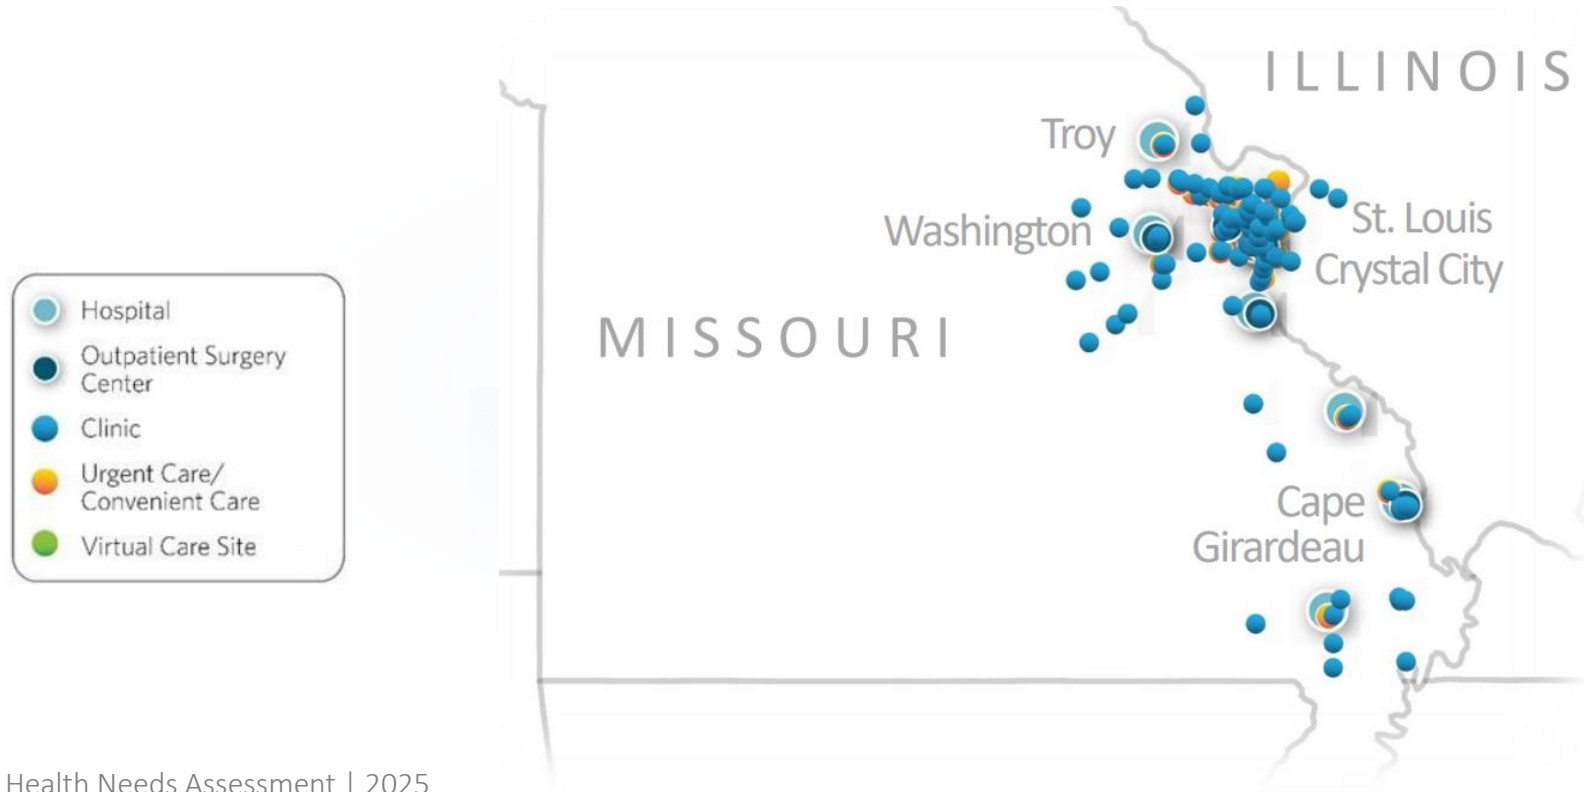 ILLINOIS
Troy
Washington
St. Louis
Crystal City
MISSOURI
Cape
Girardeau
Hospital
Outpatient Surgery
Center
Clinic
Urgent Care/
Convenient Care
Virtual Care Site
Health Needs Assessment | 2025